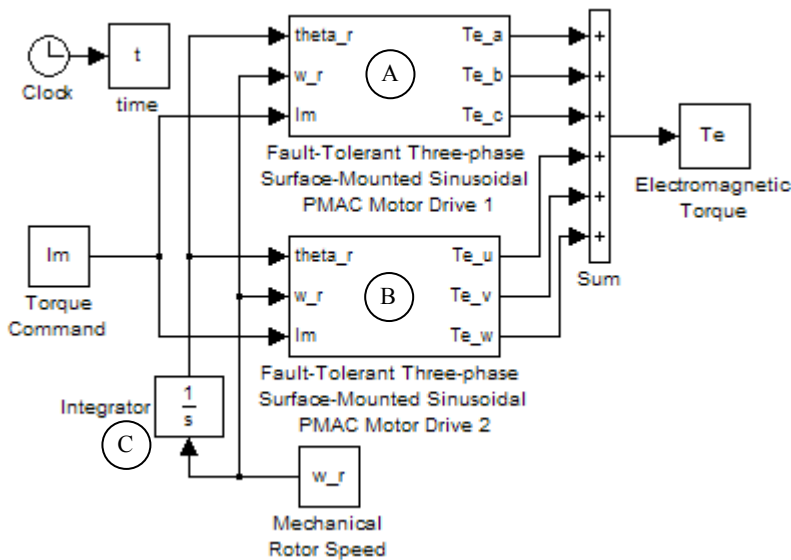 t
Clock
time
theta_r
w_r
Im
A
Te_a
Te_b
Te_c
Fault-Tolerant Three-phase
Surface-Mounted Sinusoidal
PMAC Motor Drive 1
+
+
+
+
+
+
Sum
Te
Electromagnetic
Torque
Im
Torque
Command
theta_r
w_r
Im
B
Te_u
Te_v
Te_w
Fault-Tolerant Three-phase
Surface-Mounted Sinusoidal
PMAC Motor Drive 2
Integrator
1
s
C
w_r
Mechanical
Rotor Speed